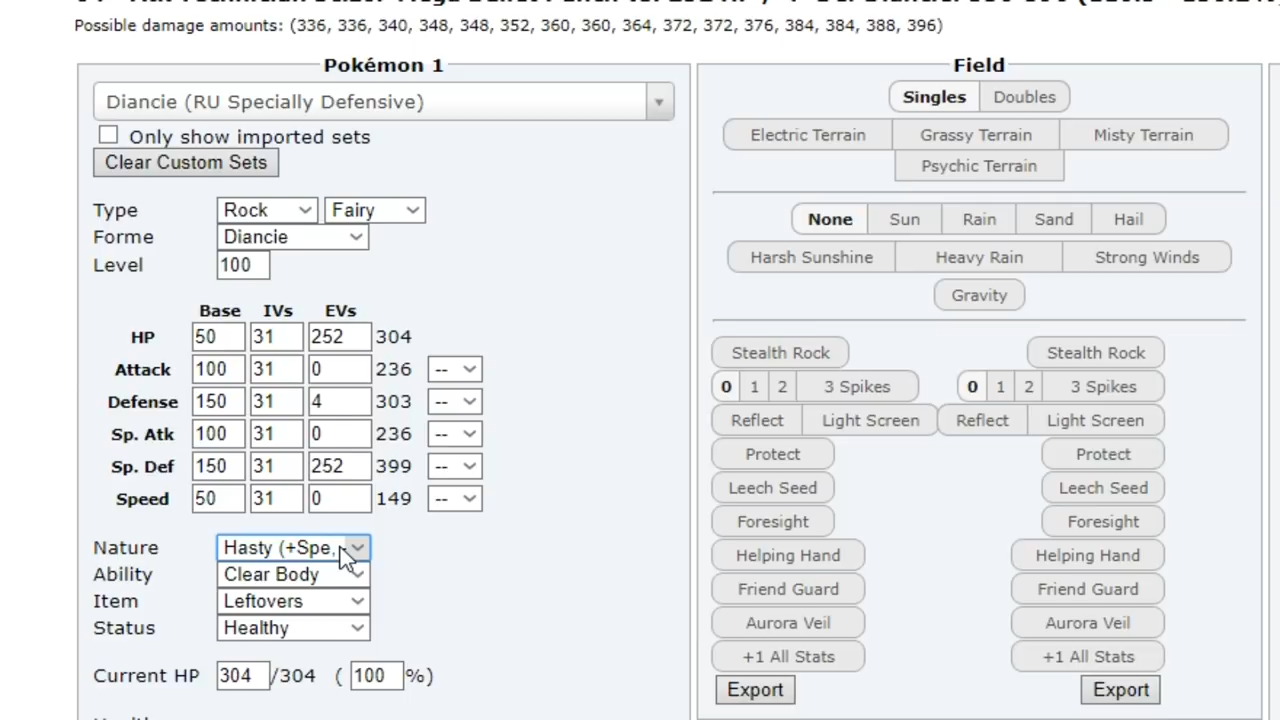 Possible damage amounts: (336, 336, 340, 348, 348, 352, 360, 360, 364, 372, 372, 376, 384, 384, 388, 396)
Pokémon 1
Diancie (RU Specially Defensive)
Only show imported sets
Clear Custom Sets
Type Rock Fairy
Forme Diancie
Level 100
Base IVs EVs
HP 50 31 252 304
Attack 100 31 0 236 --
Defense 150 31 4 303 --
Sp. Atk 100 31 0 236 --
Sp. Def 150 31 252 399 --
Speed 50 31 0 149 --
Nature Hasty (+Spe,
Ability Clear Body
Item Leftovers
Status Healthy
Current HP 304 /304 ( 100 %)
Field
Singles Doubles
Electric Terrain Grassy Terrain Misty Terrain
Psychic Terrain
None Sun Rain Sand Hail
Harsh Sunshine Heavy Rain Strong Winds
Gravity
Stealth Rock Stealth Rock
0 1 2 3 Spikes 0 1 2 3 Spikes
Reflect Light Screen Reflect Light Screen
Protect Protect
Leech Seed Leech Seed
Foresight Foresight
Helping Hand Helping Hand
Friend Guard Friend Guard
Aurora Veil Aurora Veil
+1 All Stats +1 All Stats
Export Export